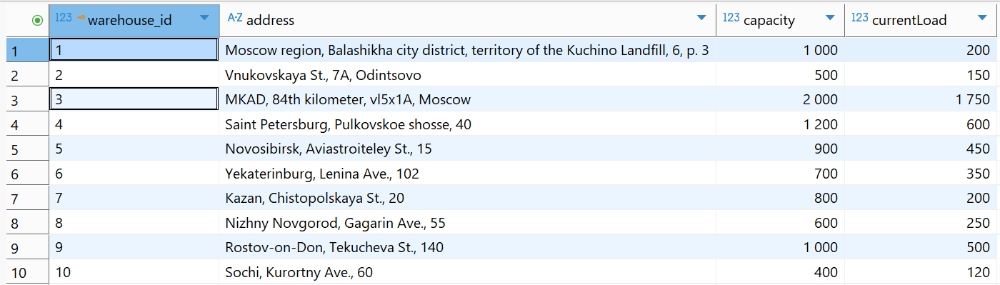 123 warehouse_id A-Z address 123 capacity 123 currentLoad
1 1 Moscow region, Balashikha city district, territory of the Kuchino Landfill, 6, p. 3 1 000 200
2 2 Vnukovskaya St., 7A, Odintsovo 500 150
3 3 MKAD, 84th kilometer, vl5x1A, Moscow 2 000 1 750
4 4 Saint Petersburg, Pulkovskoe shosse, 40 1 200 600
5 5 Novosibirsk, Aviastroiteley St., 15 900 450
6 6 Yekaterinburg, Lenina Ave., 102 700 350
7 7 Kazan, Chistopolskaya St., 20 800 200
8 8 Nizhny Novgorod, Gagarin Ave., 55 600 250
9 9 Rostov-on-Don, Tekucheva St., 140 1 000 500
10 10 Sochi, Kurortny Ave., 60 400 120